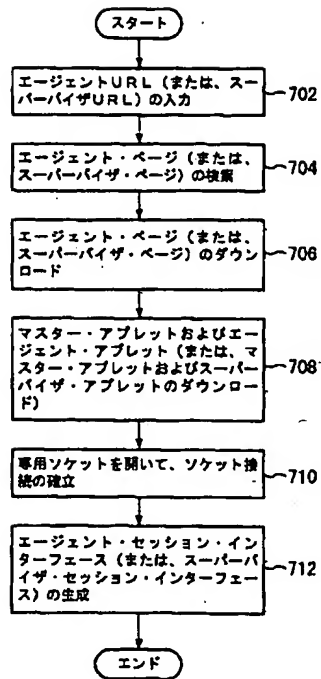 スタート
エージェントURL(または、スー
パーバイザURL)の入力
702
エージェント・ページ(または、
スーパーバイザ・ページ)の検索
704
エージェント・ページ(または、
スーパーバイザ・ページ)のダウン
ロード
706
マスター・アプレットおよびエー
ジェント・アプレット(または、マ
スター・アプレットおよびスーパー
バイザ・アプレットのダウンロー
ド)
708
専用ソケットを開いて、ソケット接
続の確立
710
エージェント・セッション・イン
ターフェース(または、スーパーバ
イザ・セッション・インターフェー
ス)の生成
712
エンド